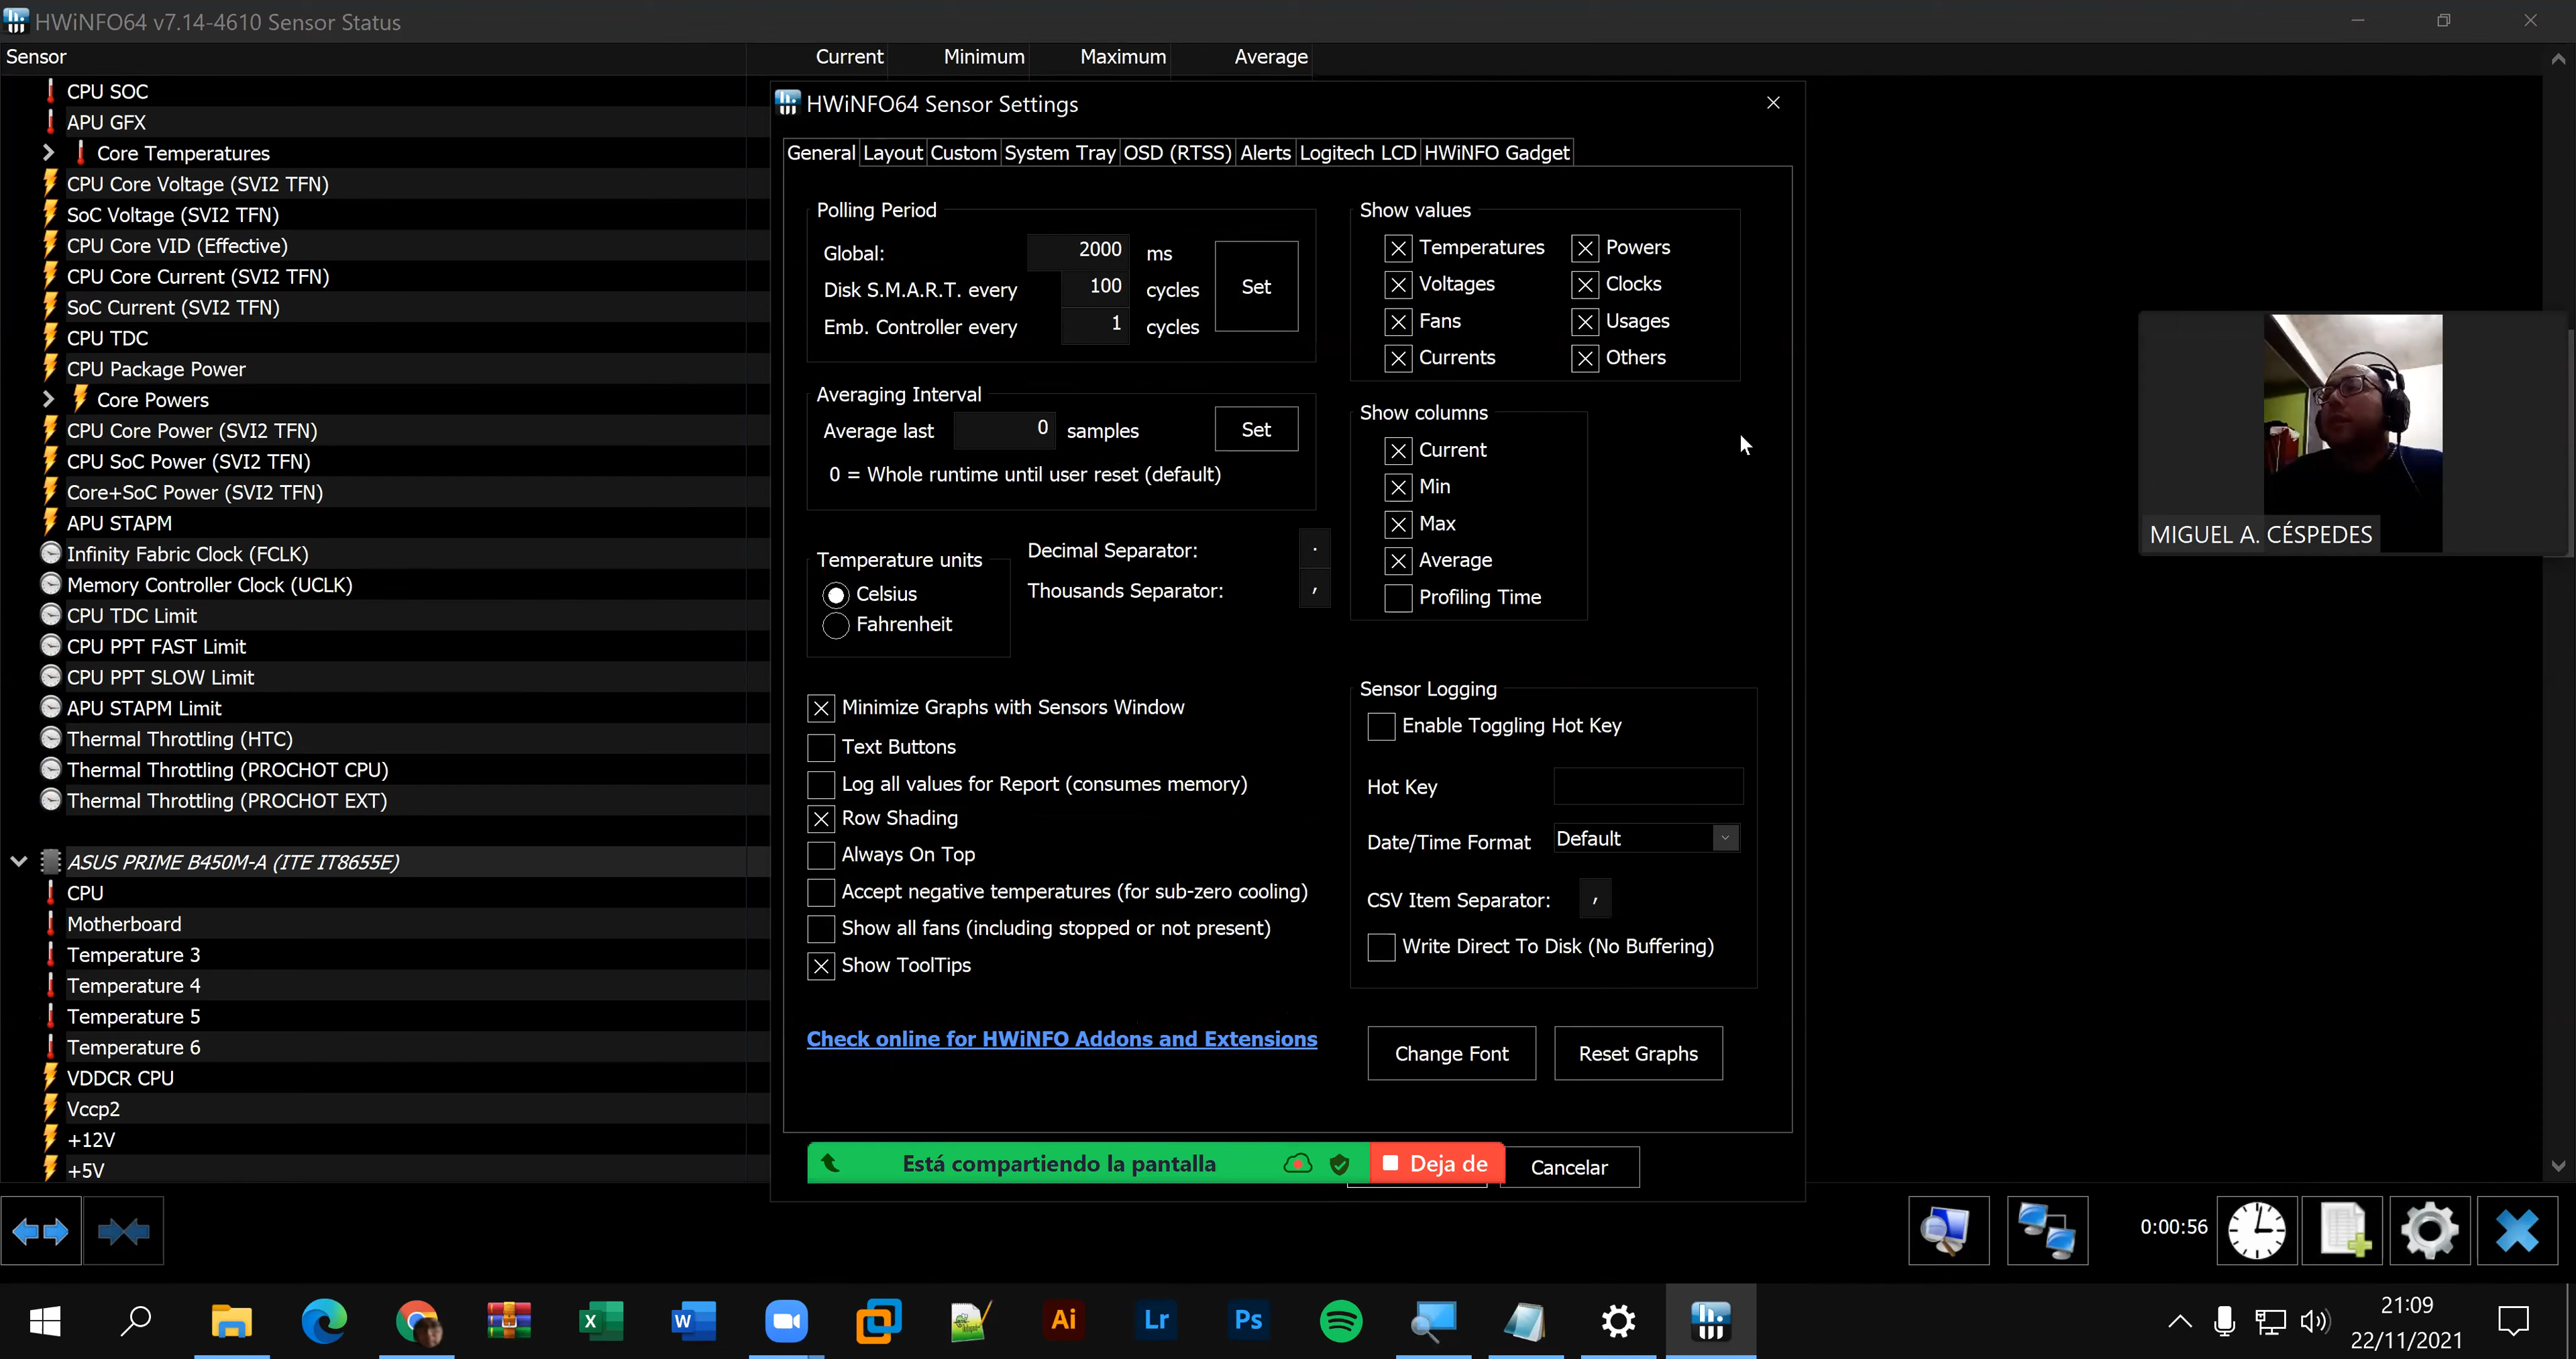 HWiNFO64 v7.14-4610 Sensor Status
Sensor Current Minimum Maximum Average
CPU SOC
APU GFX
Core Temperatures
CPU Core Voltage (SVI2 TFN)
SoC Voltage (SVI2 TFN)
CPU Core VID (Effective)
CPU Core Current (SVI2 TFN)
SoC Current (SVI2 TFN)
CPU TDC
CPU Package Power
Core Powers
CPU Core Power (SVI2 TFN)
CPU SoC Power (SVI2 TFN)
Core+SoC Power (SVI2 TFN)
APU STAPM
Infinity Fabric Clock (FCLK)
Memory Controller Clock (UCLK)
CPU TDC Limit
CPU PPT FAST Limit
CPU PPT SLOW Limit
APU STAPM Limit
Thermal Throttling (HTC)
Thermal Throttling (PROCHOT CPU)
Thermal Throttling (PROCHOT EXT)
ASUS PRIME B450M-A (ITE IT8655E)
CPU
Motherboard
Temperature 3
Temperature 4
Temperature 5
Temperature 6
VDDCR CPU
Vccp2
+12V
+5V
HWiNFO64 Sensor Settings
General Layout Custom System Tray OSD (RTSS) Alerts Logitech LCD HWiNFO Gadget
Polling Period
Global: 2000 ms
Disk S.M.A.R.T. every 100 cycles
Emb. Controller every 1 cycles
Set
Averaging Interval
Average last 0 samples Set
0 = Whole runtime until user reset (default)
Temperature units
Celsius
Fahrenheit
Decimal Separator: .
Thousands Separator: ,
Minimize Graphs with Sensors Window
Text Buttons
Log all values for Report (consumes memory)
Row Shading
Always On Top
Accept negative temperatures (for sub-zero cooling)
Show all fans (including stopped or not present)
Show ToolTips
Check online for HWiNFO Addons and Extensions
Show values
Temperatures Powers
Voltages Clocks
Fans Usages
Currents Others
Show columns
Current
Min
Max
Average
Profiling Time
Sensor Logging
Enable Toggling Hot Key
Hot Key
Date/Time Format Default
CSV Item Separator: ,
Write Direct To Disk (No Buffering)
Change Font Reset Graphs
Está compartiendo la pantalla Deja de Cancelar
MIGUEL A. CÉSPEDES
0:00:56
Ai Lr Ps
21:09
22/11/2021